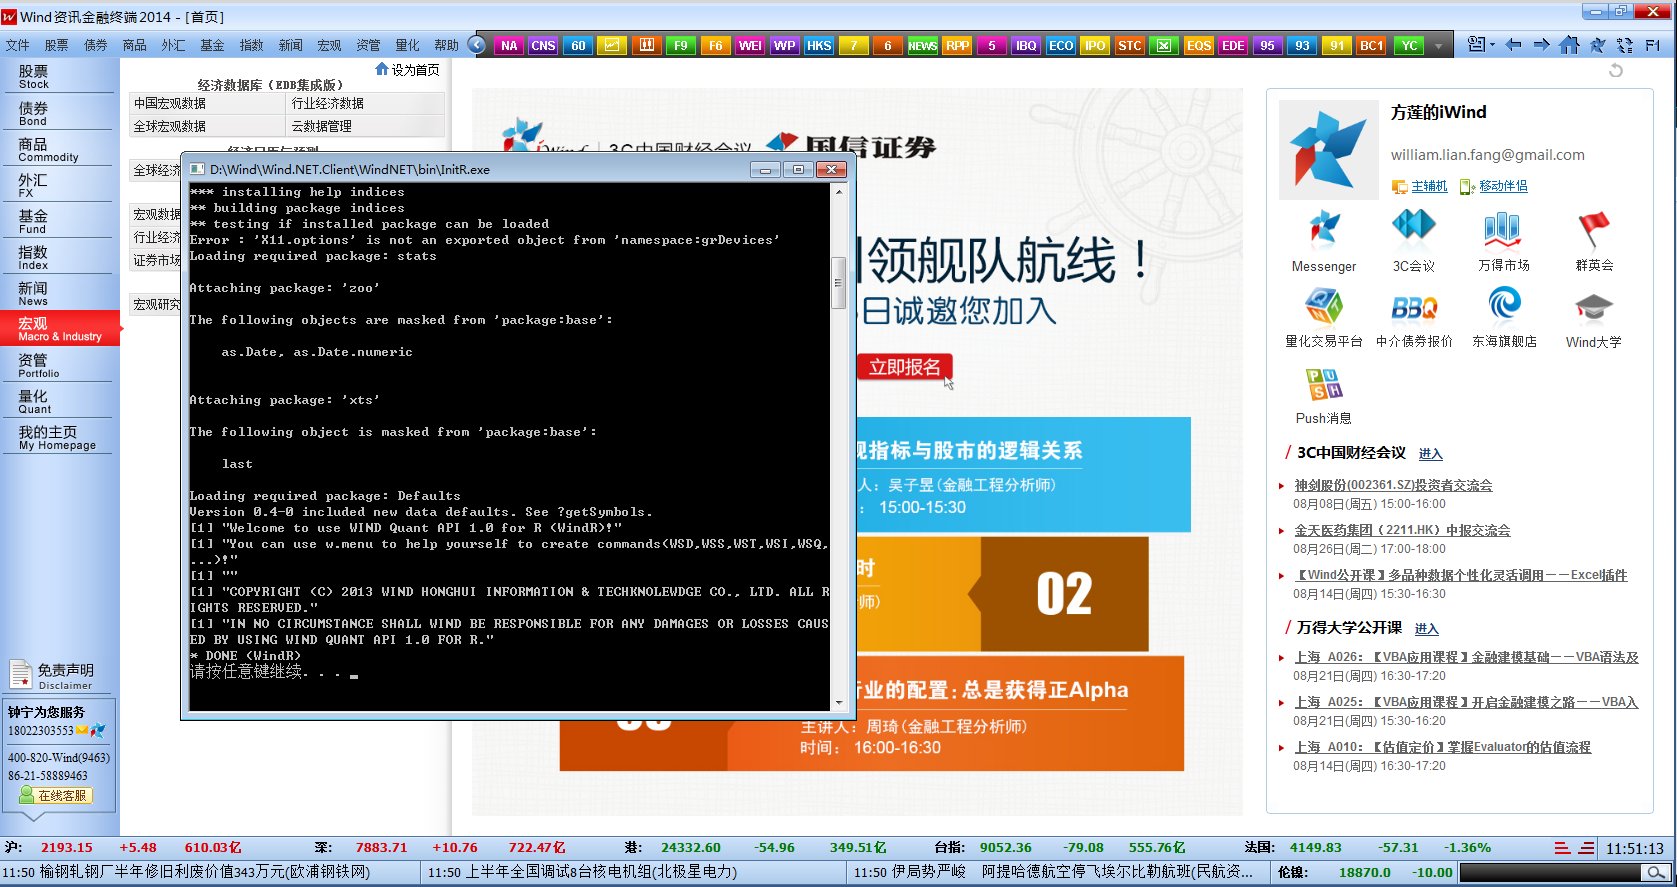 Wind资讯金融终端2014 - [首页]
文件 股票 债券 商品 外汇 基金 指数 新闻 宏观 资管 量化 帮助
NA CNS 60 F9 F6 WEI WP HKS 7 6 NEWS RPP 5 IBQ ECO IPO STC EQS EDE 95 93 91 BC1 YC F1
股票
Stock
债券
Bond
商品
Commodity
外汇
FX
基金
Fund
指数
Index
新闻
News
宏观
Macro & Industry
资管
Portfolio
量化
Quant
我的主页
My Homepage
免责声明
Disclaimer
钟宁为您服务
18022303553
400-820-Wind(9463)
86-21-58889463
在线客服
设为首页
经济数据库（EDB集成版）
中国宏观数据 行业经济数据
全球宏观数据 云数据管理
全球经济
宏观数据
行业经济
证券市场
宏观研究
D:\Wind\Wind.NET.Client\WindNET\bin\InitR.exe
*** installing help indices
** building package indices
** testing if installed package can be loaded
Error : 'X11.options' is not an exported object from 'namespace:grDevices'
Loading required package: stats
Attaching package: 'zoo'
The following objects are masked from 'package:base':
as.Date, as.Date.numeric
Attaching package: 'xts'
The following object is masked from 'package:base':
last
Loading required package: Defaults
Version 0.4-0 included new data defaults. See ?getSymbols.
[1] "Welcome to use WIND Quant API 1.0 for R (WindR)!"
[1] "You can use w.menu to help yourself to create commands(WSD,WSS,WST,WSI,WSQ,
...)!"
[1] ""
[1] "COPYRIGHT (C) 2013 WIND HONGHUI INFORMATION & TECHKNOLEWDGE CO., LTD. ALL R
IGHTS RESERVED."
[1] "IN NO CIRCUMSTANCE SHALL WIND BE RESPONSIBLE FOR ANY DAMAGES OR LOSSES CAUS
ED BY USING WIND QUANT API 1.0 FOR R."
* DONE (WindR)
请按任意键继续. . .
3C中国财经会议 国信证券
领舰队航线！
日诚邀您加入
立即报名
观指标与股市的逻辑关系
人：吴子昱(金融工程分析师)
： 15:00-15:30
时
师)
02
行业的配置:总是获得正Alpha
主讲人：周琦(金融工程分析师)
时间： 16:00-16:30
方莲的iWind
william.lian.fang@gmail.com
主辅机 移动伴侣
Messenger 3C会议 万得市场 群英会
量化交易平台 中介债券报价 东海旗舰店 Wind大学
BBQ
PUSH
Push消息
/ 3C中国财经会议 进入
神剑股份(002361.SZ)投资者交流会
08月08日(周五) 15:00-16:00
金天医药集团（2211.HK）中报交流会
08月26日(周二) 17:00-18:00
【Wind公开课】多品种数据个性化灵活调用——Excel插件
08月14日(周四) 15:30-16:30
/ 万得大学公开课 进入
上海 A026：【VBA应用课程】金融建模基础——VBA语法及
08月21日(周四) 16:30-17:20
上海 A025：【VBA应用课程】开启金融建模之路——VBA入
08月21日(周四) 15:30-16:20
上海 A010：【估值定价】掌握Evaluator的估值流程
08月14日(周四) 16:30-17:20
沪: 2193.15 +5.48 610.03亿 深: 7883.71 +10.76 722.47亿 港: 24332.60 -54.96 349.51亿 台指: 9052.36 -79.08 555.76亿 法国: 4149.83 -57.31 -1.36% 11:51:13
11:50 榆钢轧钢厂半年修旧利废价值343万元(欧浦钢铁网) 11:50 上半年全国调试8台核电机组(北极星电力) 11:50 伊局势严峻 阿提哈德航空停飞埃尔比勒航班(民航资... 伦镍: 18870.0 -10.00